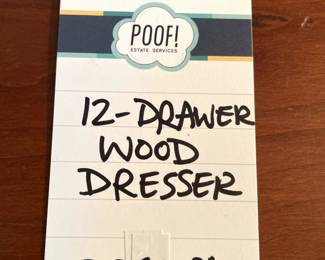 POOF!
ESTATE SERVICES
12-DRAWER
WOOD
DRESSER